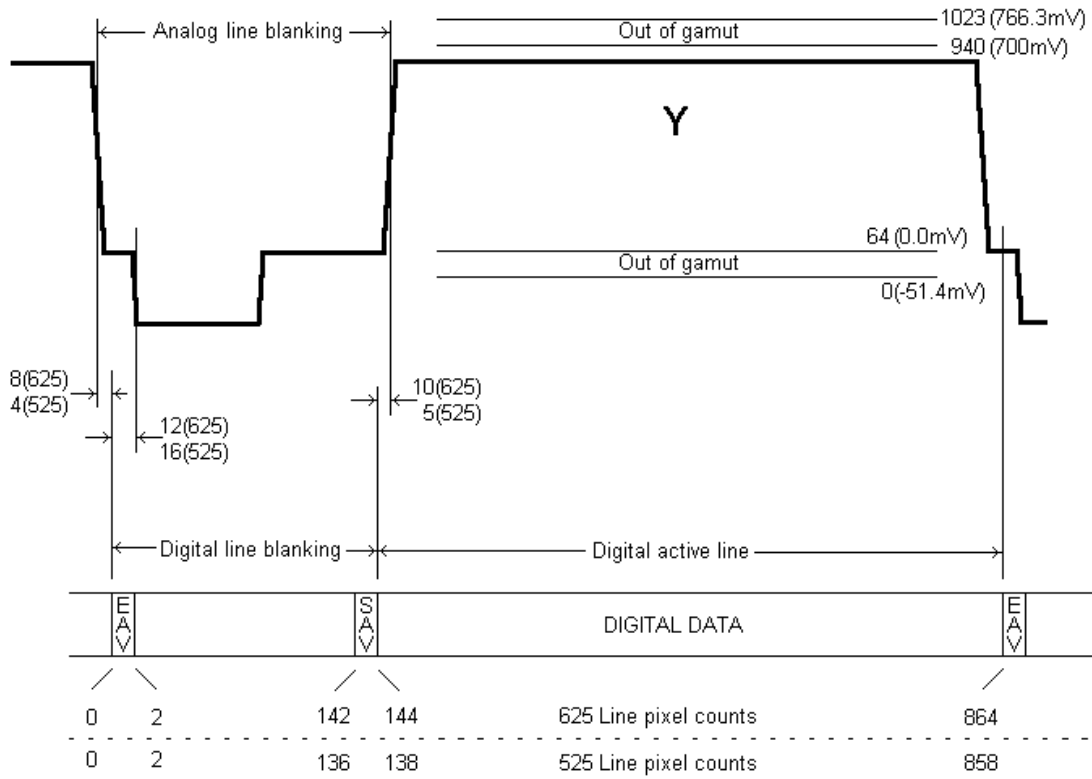 Analog line blanking
1023 (766.3mV)
Out of gamut
940 (700mV)
Y
64 (0.0mV)
Out of gamut
0(-51.4mV)
8(625)
4(525)
10(625)
5(525)
12(625)
16(525)
Digital line blanking
Digital active line
EAV
SAV
DIGITAL DATA
EAV
0 2 142 144 625 Line pixel counts 864
0 2 136 138 525 Line pixel counts 858